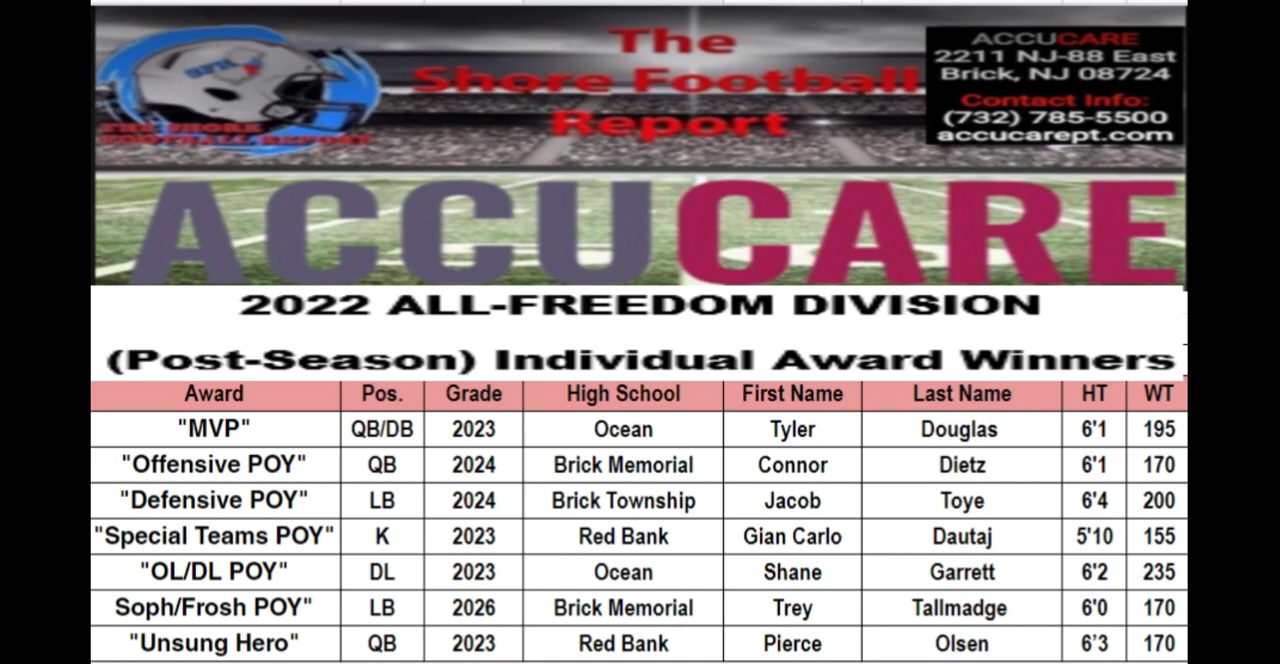 The
Shore Football
Report
THE SHORE
FOOTBALL REPORT
ACCUCARE
2211 NJ-88 East
Brick, NJ 08724
Contact Info:
(732) 785-5500
accucarept.com
ACCUCARE
2022 ALL-FREEDOM DIVISION
(Post-Season) Individual Award Winners
Award Pos. Grade High School First Name Last Name HT WT
"MVP" QB/DB 2023 Ocean Tyler Douglas 6'1 195
"Offensive POY" QB 2024 Brick Memorial Connor Dietz 6'1 170
"Defensive POY" LB 2024 Brick Township Jacob Toye 6'4 200
"Special Teams POY" K 2023 Red Bank Gian Carlo Dautaj 5'10 155
"OL/DL POY" DL 2023 Ocean Shane Garrett 6'2 235
Soph/Frosh POY" LB 2026 Brick Memorial Trey Tallmadge 6'0 170
"Unsung Hero" QB 2023 Red Bank Pierce Olsen 6’3 170